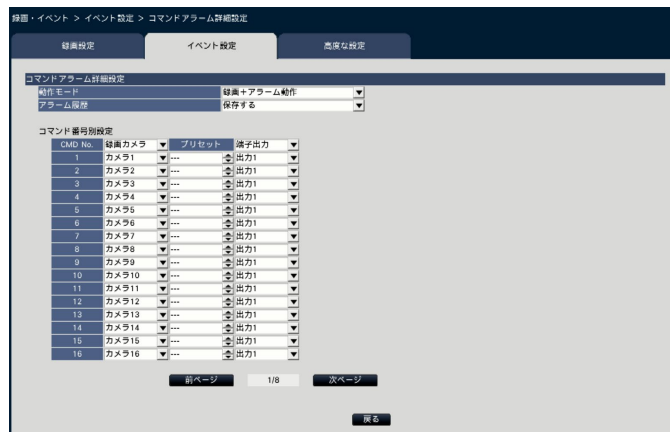 録画・イベント > イベント設定 > コマンドアラーム詳細設定
録画設定 イベント設定 高度な設定
コマンドアラーム詳細設定
動作モード 録画+アラーム動作 ▼
アラーム履歴 保存する ▼
コマンド番号別設定
CMD No. 録画カメラ ▼ プリセット 端子出力 ▼
1 カメラ1 ▼ --- 出力1 ▼
2 カメラ2 ▼ --- 出力1 ▼
3 カメラ3 ▼ --- 出力1 ▼
4 カメラ4 ▼ --- 出力1 ▼
5 カメラ5 ▼ --- 出力1 ▼
6 カメラ6 ▼ --- 出力1 ▼
7 カメラ7 ▼ --- 出力1 ▼
8 カメラ8 ▼ --- 出力1 ▼
9 カメラ9 ▼ --- 出力1 ▼
10 カメラ10 ▼ --- 出力1 ▼
11 カメラ11 ▼ --- 出力1 ▼
12 カメラ12 ▼ --- 出力1 ▼
13 カメラ13 ▼ --- 出力1 ▼
14 カメラ14 ▼ --- 出力1 ▼
15 カメラ15 ▼ --- 出力1 ▼
16 カメラ16 ▼ --- 出力1 ▼
前ページ 1/8 次ページ
戻る